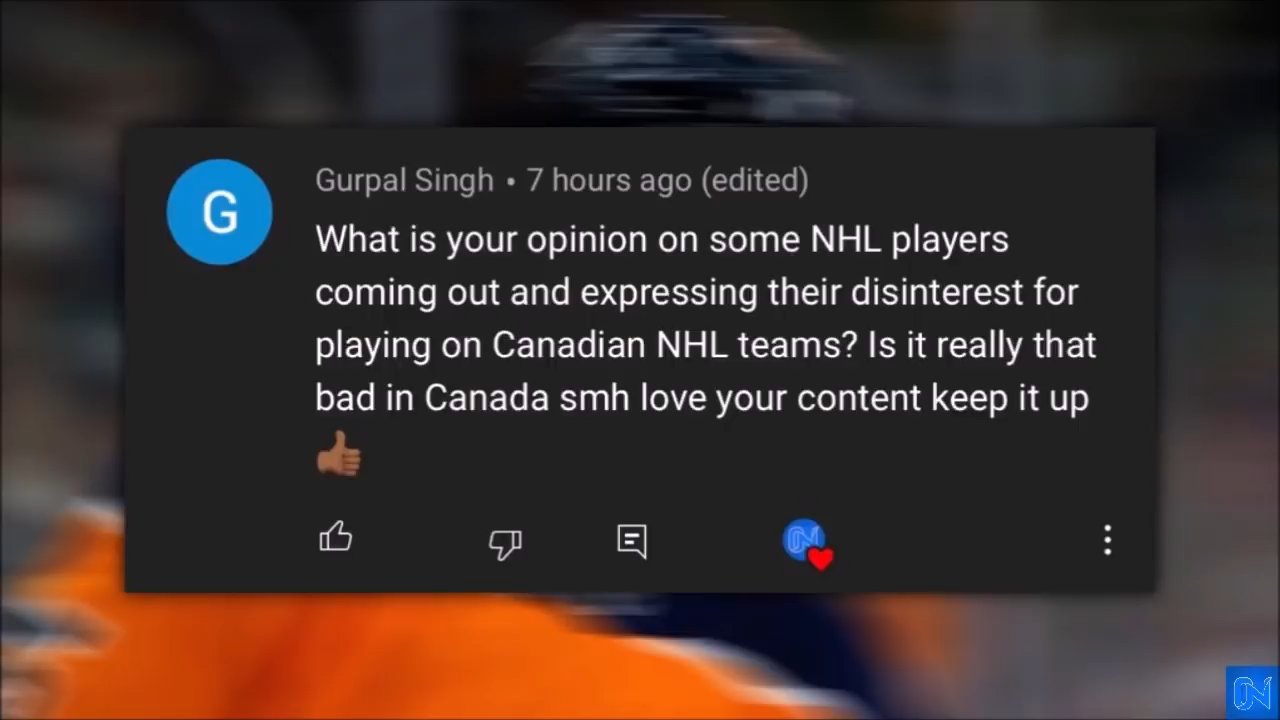 G
Gurpal Singh • 7 hours ago (edited)
What is your opinion on some NHL players
coming out and expressing their disinterest for
playing on Canadian NHL teams? Is it really that
bad in Canada smh love your content keep it up
👍🏾